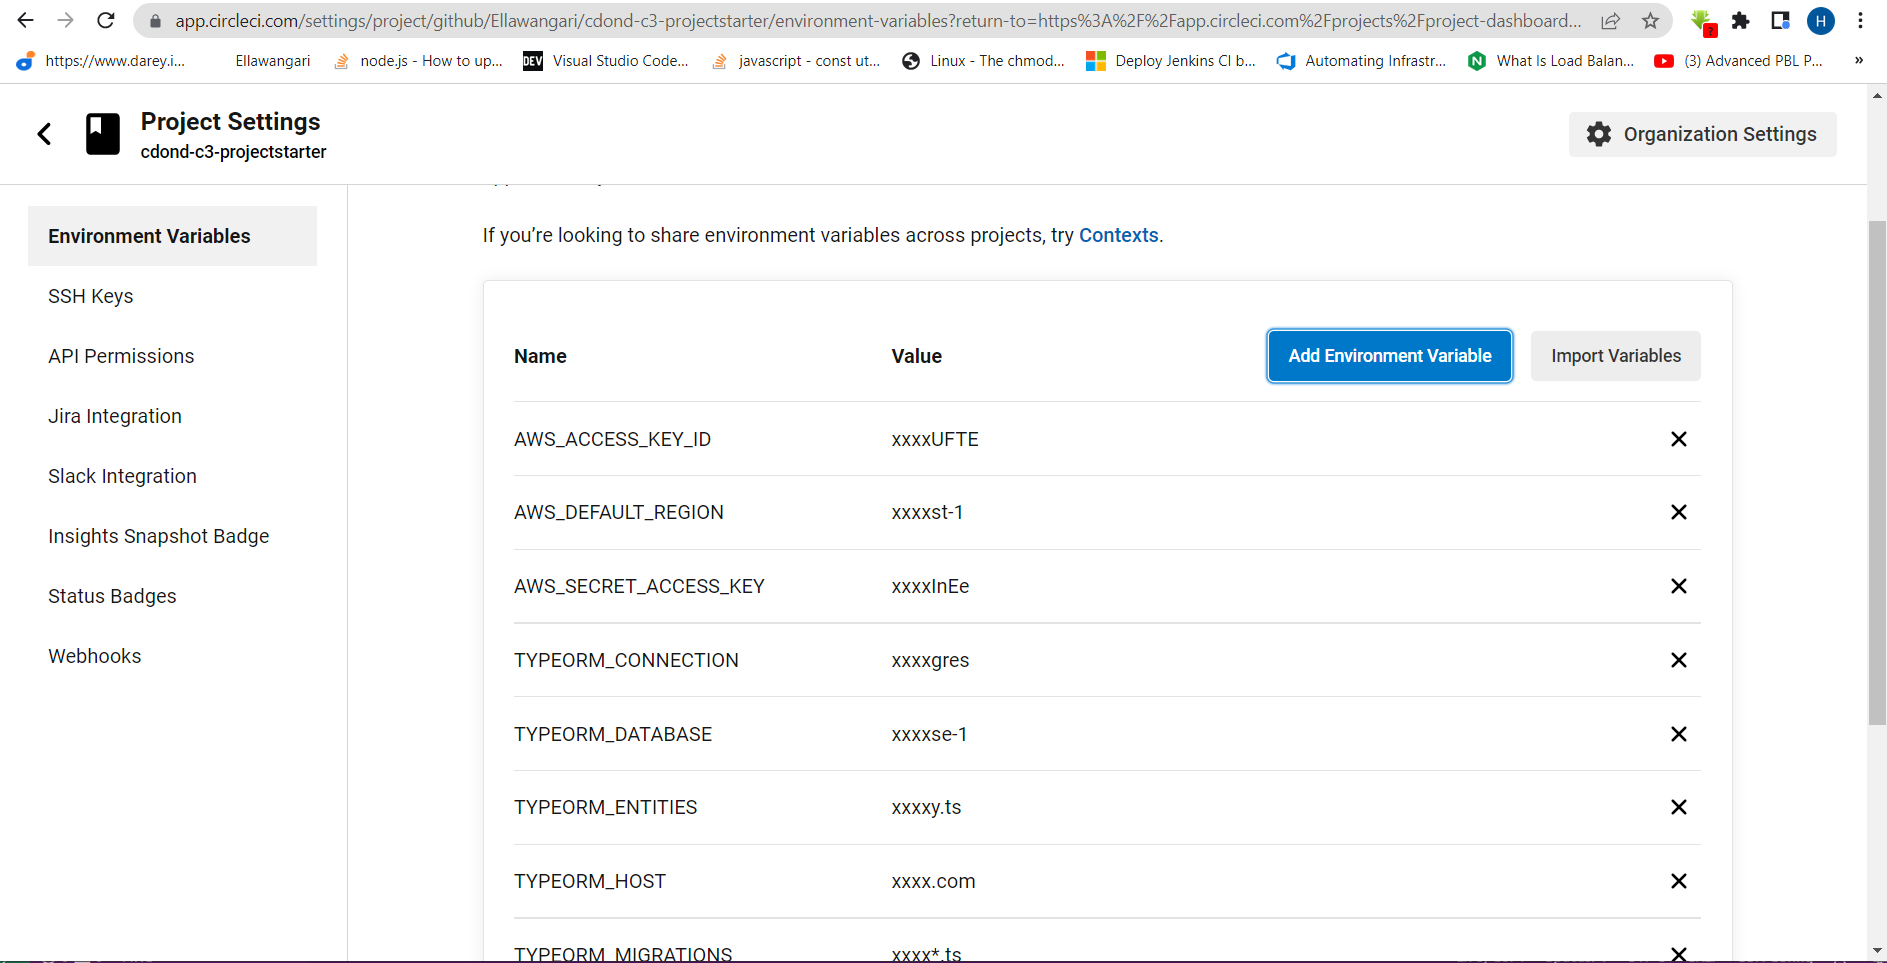 app.circleci.com/settings/project/github/Ellawangari/cdond-c3-projectstarter/environment-variables?return-to=https%3A%2F%2Fapp.circleci.com%2Fprojects%2Fproject-dashboard...
?
H
https://www.darey.i...
Ellawangari
node.js - How to up...
DEV
Visual Studio Code...
javascript - const ut...
Linux - The chmod...
Deploy Jenkins CI b...
Automating Infrastr...
N
What Is Load Balan...
(3) Advanced PBL P...
»
Project Settings
cdond-c3-projectstarter
Organization Settings
Environment Variables
SSH Keys
API Permissions
Jira Integration
Slack Integration
Insights Snapshot Badge
Status Badges
Webhooks
If you’re looking to share environment variables across projects, try Contexts.
Name Value Add Environment Variable Import Variables
AWS_ACCESS_KEY_ID xxxxUFTE
AWS_DEFAULT_REGION xxxxst-1
AWS_SECRET_ACCESS_KEY xxxxInEe
TYPEORM_CONNECTION xxxxgres
TYPEORM_DATABASE xxxxse-1
TYPEORM_ENTITIES xxxxy.ts
TYPEORM_HOST xxxx.com
TYPEORM_MIGRATIONS xxxx*.ts